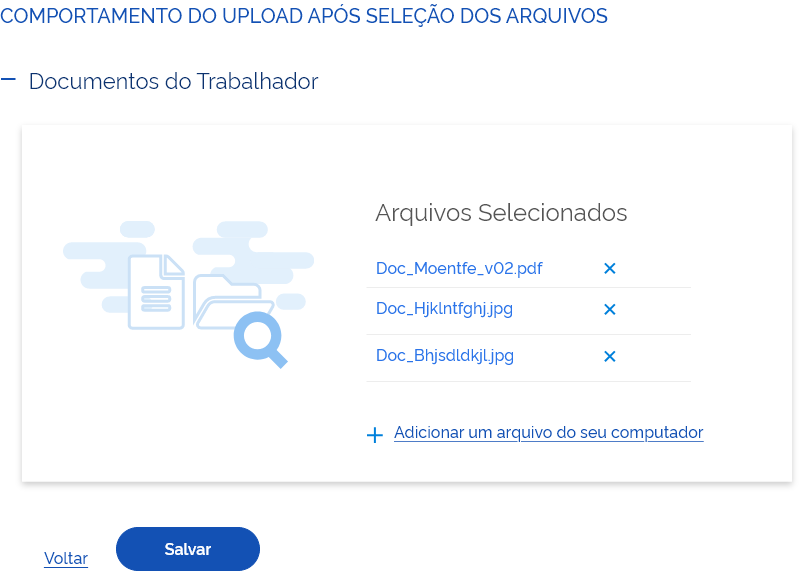 COMPORTAMENTO DO UPLOAD APÓS SELEÇÃO DOS ARQUIVOS
Documentos do Trabalhador
Arquivos Selecionados
Doc_Moentfe_v02.pdf
Doc_Hjklntfghj.jpg
Doc_Bhjsdldkjl.jpg
Adicionar um arquivo do seu computador
Voltar
Salvar